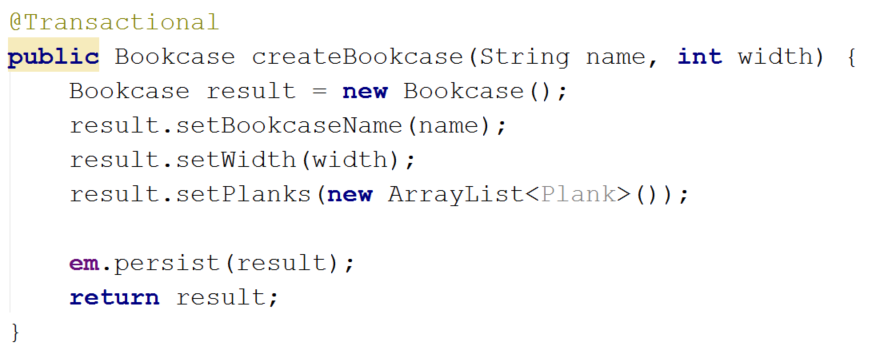 @Transactional
public Bookcase createBookcase(String name, int width) {
    Bookcase result = new Bookcase();
    result.setBookcaseName(name);
    result.setWidth(width);
    result.setPlanks(new ArrayList<Plank>());

    em.persist(result);
    return result;
}